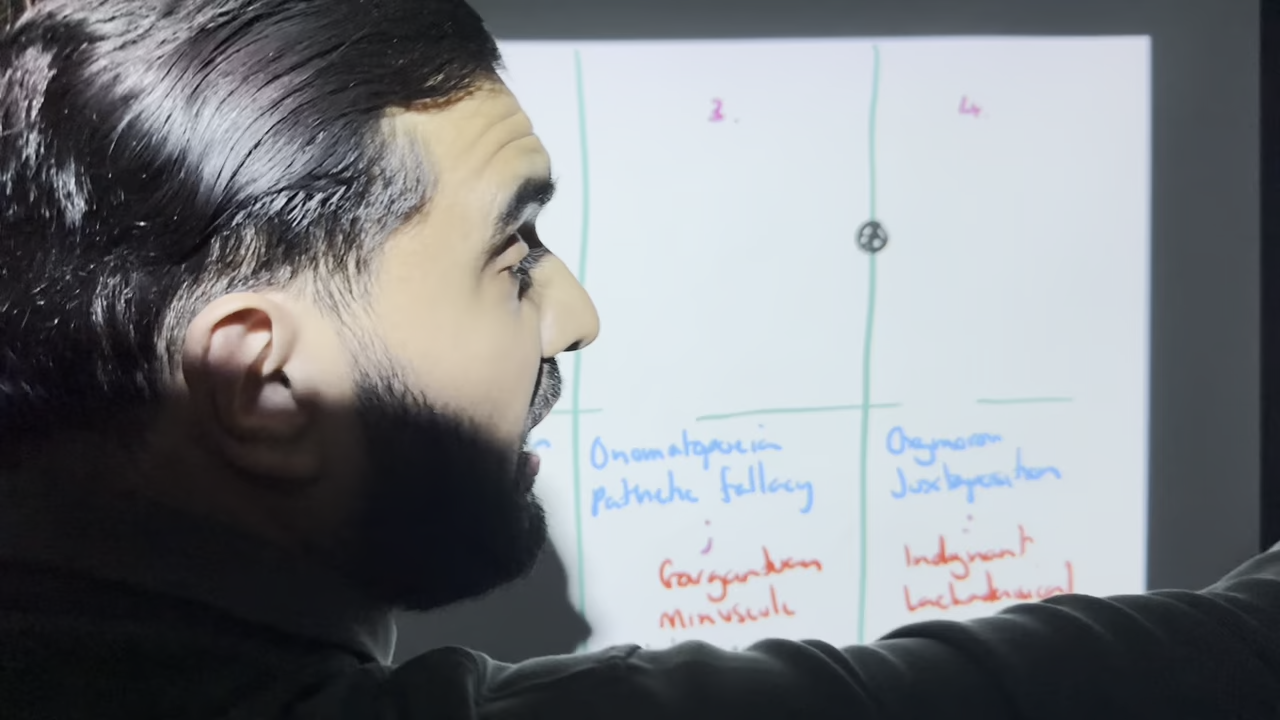 3.
4.
Onomatopoeia
Pathetic fallacy
;
Gargantuan
Minuscule
Oxymoron
Juxtaposition
:
Indignant
Lackadaisical